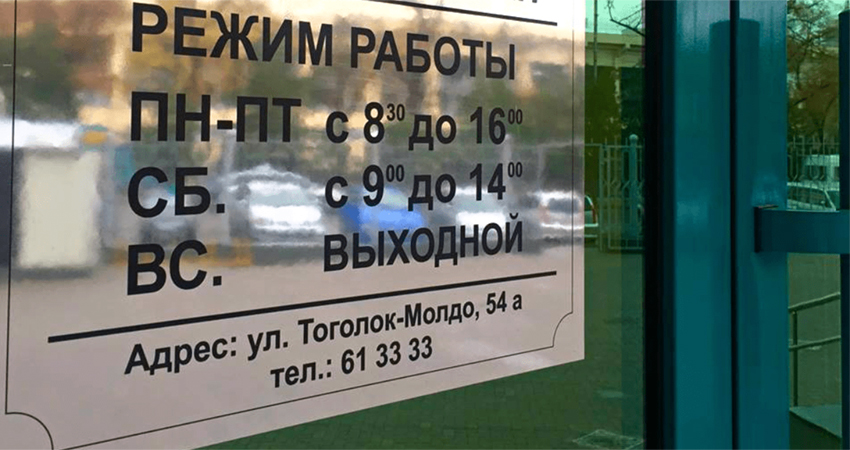 РЕЖИМ РАБОТЫ
ПН-ПТ с 8³⁰ до 16⁰⁰
СБ. с 9⁰⁰ до 14⁰⁰
ВС. ВЫХОДНОЙ
Адрес: ул. Тоголок-Молдо, 54 а
тел.: 61 33 33